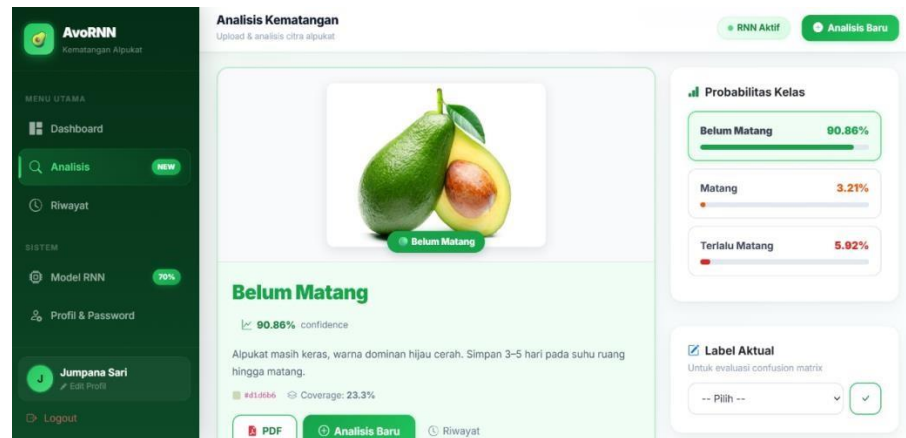 AvoRNN
Kematangan Alpukat
MENU UTAMA
Dashboard
Analisis NEW
Riwayat
SISTEM
Model RNN 70%
Profil & Password
J
Jumpana Sari
Edit Profil
Logout
Analisis Kematangan
Upload & analisis citra alpukat
RNN Aktif
Analisis Baru
Belum Matang
Belum Matang
90.86% confidence
Alpukat masih keras, warna dominan hijau cerah. Simpan 3–5 hari pada suhu ruang
hingga matang.
#d1d6b6 Coverage: 23.3%
PDF Analisis Baru Riwayat
Probabilitas Kelas
Belum Matang 90.86%
Matang 3.21%
Terlalu Matang 5.92%
Label Aktual
Untuk evaluasi confusion matrix
-- Pilih --